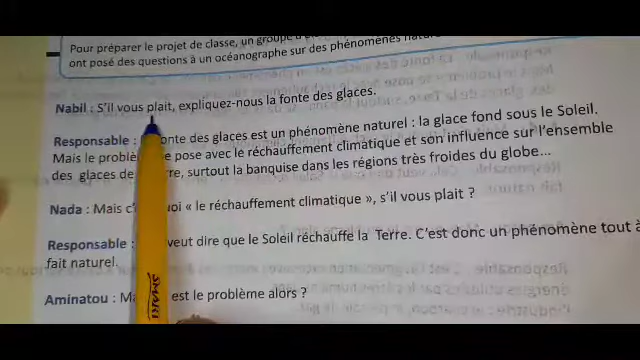 Pour préparer le projet de classe, un groupe
ont posé des questions à un océanographe sur des phénomènes
Nabil : S'il vous plait, expliquez-nous la fonte des glaces.
Responsable : onte des glaces est un phénomène naturel : la glace fond sous le Soleil.
Mais le problè e pose avec le réchauffement climatique et son influence sur l'ensemble
des glaces de rre, surtout la banquise dans les régions très froides du globe...
Nada : Mais c' uoi « le réchauffement climatique », s'il vous plait ?
Responsable : veut dire que le Soleil réchauffe la Terre. C'est donc un phénomène tout à
fait naturel.
Aminatou : Ma est le problème alors ?